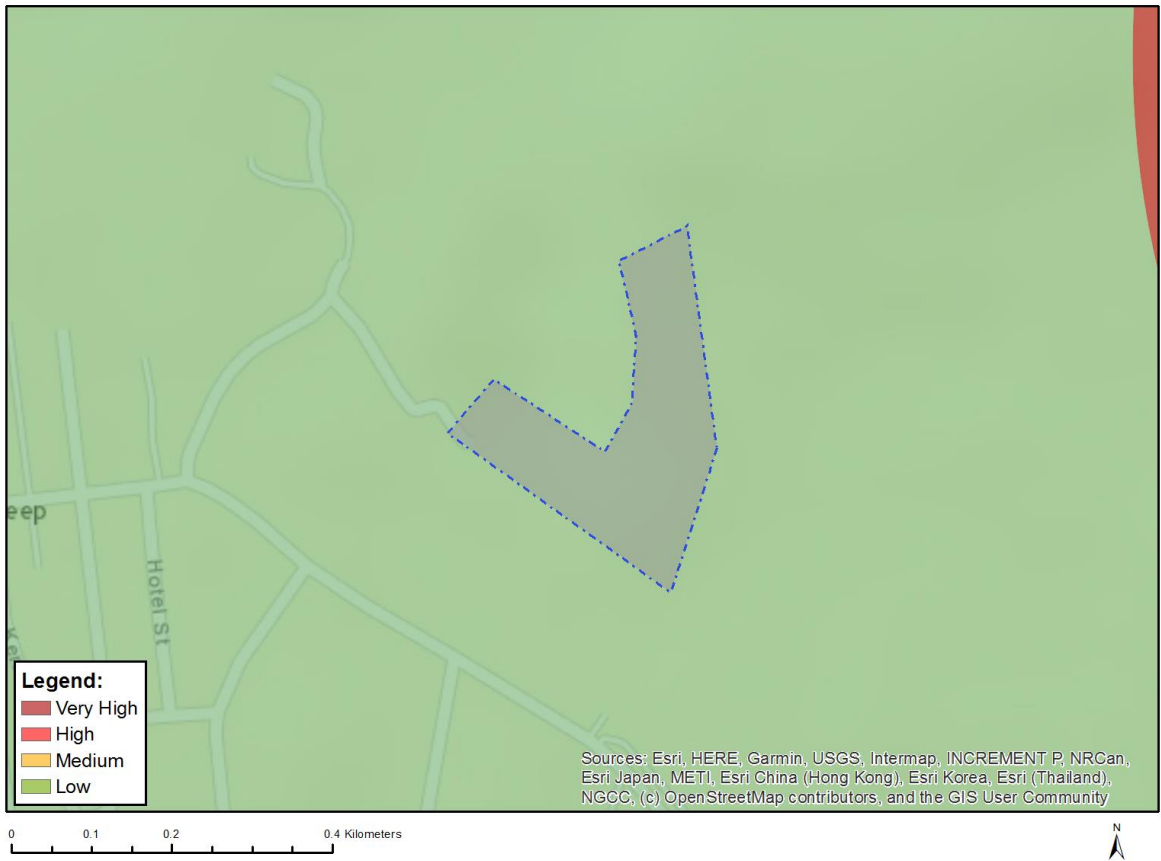 eep
Hotel St
Legend:
Very High
High
Medium
Low
Sources: Esri, HERE, Garmin, USGS, Intermap, INCREMENT P, NRCan,
Esri Japan, METI, Esri China (Hong Kong), Esri Korea, Esri (Thailand),
NGCC, (c) OpenStreetMap contributors, and the GIS User Community
0 0.1 0.2 0.4 Kilometers
N